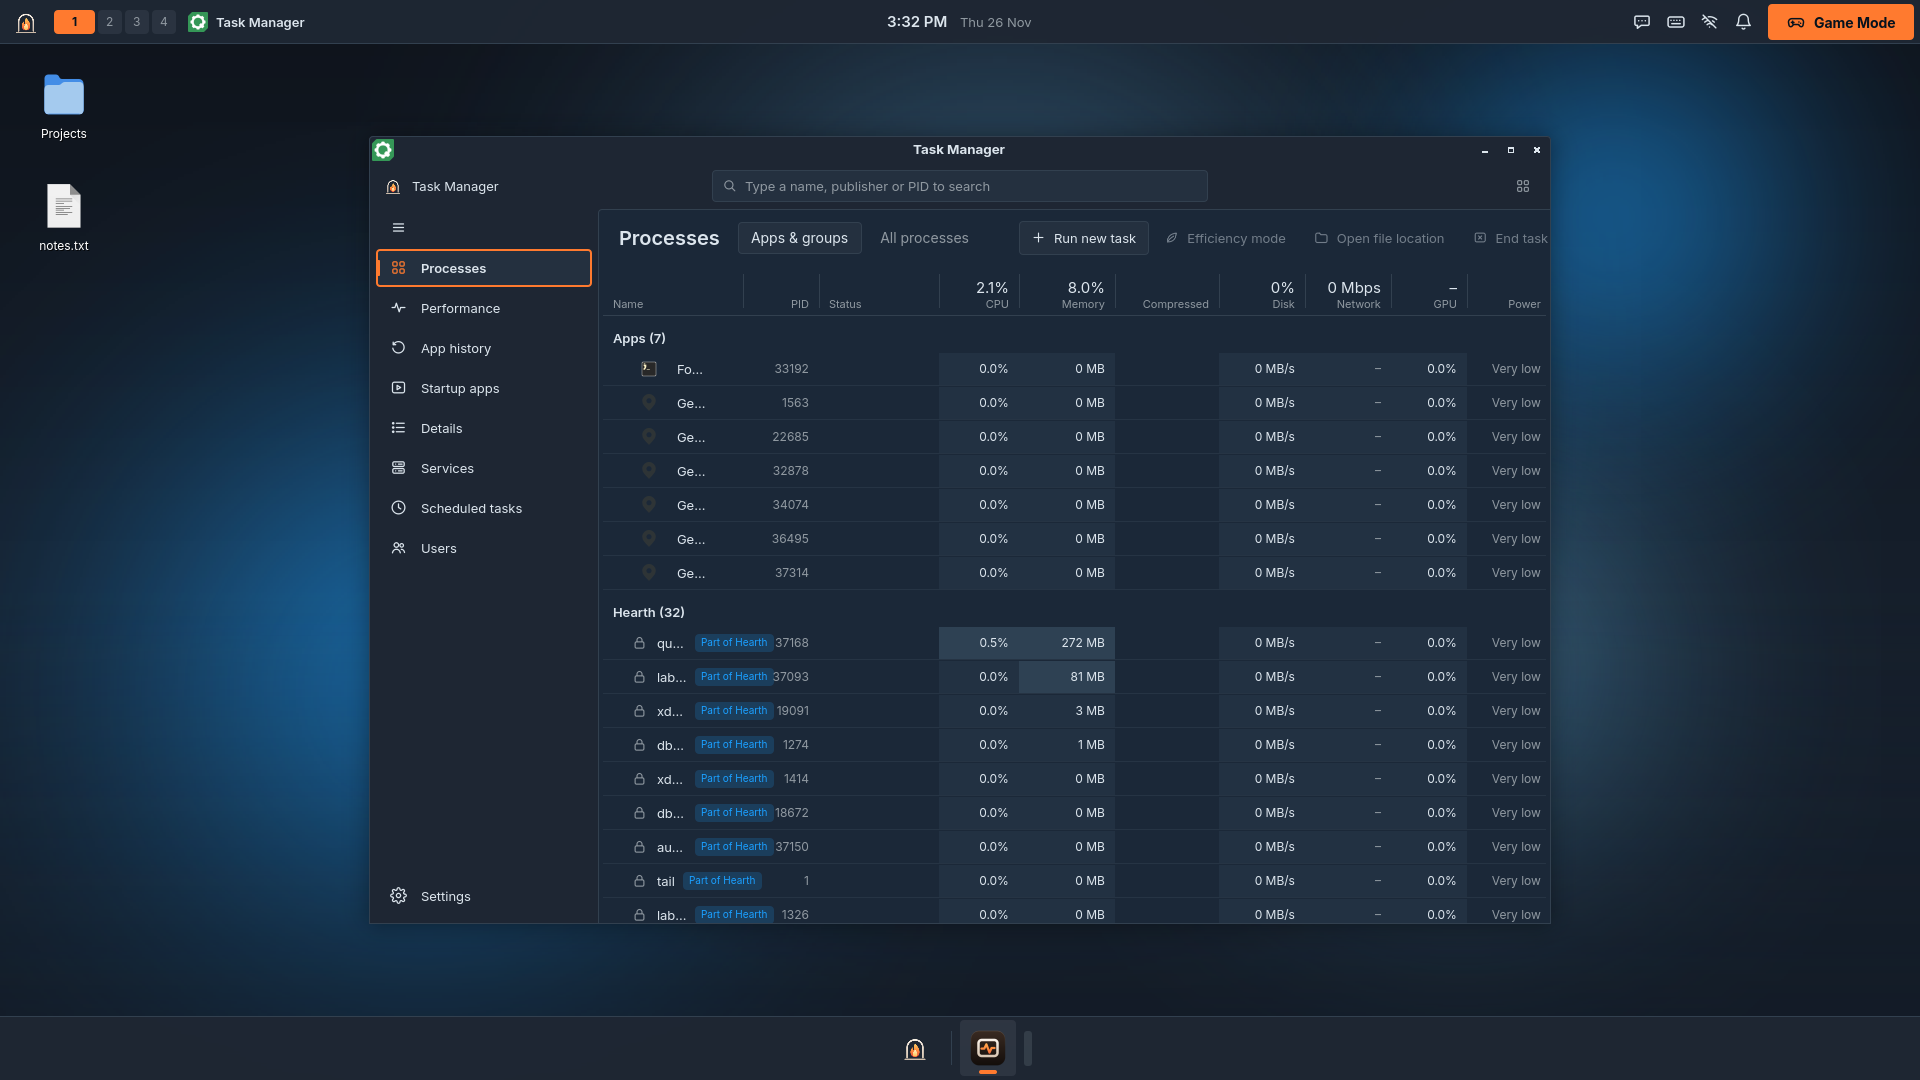 1 2 3 4 Task Manager 3:32 PM Thu 26 Nov Game Mode
Projects
notes.txt
Task Manager
Task Manager Type a name, publisher or PID to search
Processes Apps & groups All processes Run new task Efficiency mode Open file location End task
Processes
Performance
App history
Startup apps
Details
Services
Scheduled tasks
Users
Settings
2.1% 8.0% 0% 0 Mbps –
Name PID Status CPU Memory Compressed Disk Network GPU Power
Apps (7)
Fo... 33192 0.0% 0 MB 0 MB/s – 0.0% Very low
Ge... 1563 0.0% 0 MB 0 MB/s – 0.0% Very low
Ge... 22685 0.0% 0 MB 0 MB/s – 0.0% Very low
Ge... 32878 0.0% 0 MB 0 MB/s – 0.0% Very low
Ge... 34074 0.0% 0 MB 0 MB/s – 0.0% Very low
Ge... 36495 0.0% 0 MB 0 MB/s – 0.0% Very low
Ge... 37314 0.0% 0 MB 0 MB/s – 0.0% Very low
Hearth (32)
qu... Part of Hearth 37168 0.5% 272 MB 0 MB/s – 0.0% Very low
lab... Part of Hearth 37093 0.0% 81 MB 0 MB/s – 0.0% Very low
xd... Part of Hearth 19091 0.0% 3 MB 0 MB/s – 0.0% Very low
db... Part of Hearth 1274 0.0% 1 MB 0 MB/s – 0.0% Very low
xd... Part of Hearth 1414 0.0% 0 MB 0 MB/s – 0.0% Very low
db... Part of Hearth 18672 0.0% 0 MB 0 MB/s – 0.0% Very low
au... Part of Hearth 37150 0.0% 0 MB 0 MB/s – 0.0% Very low
tail Part of Hearth 1 0.0% 0 MB 0 MB/s – 0.0% Very low
lab... Part of Hearth 1326 0.0% 0 MB 0 MB/s – 0.0% Very low